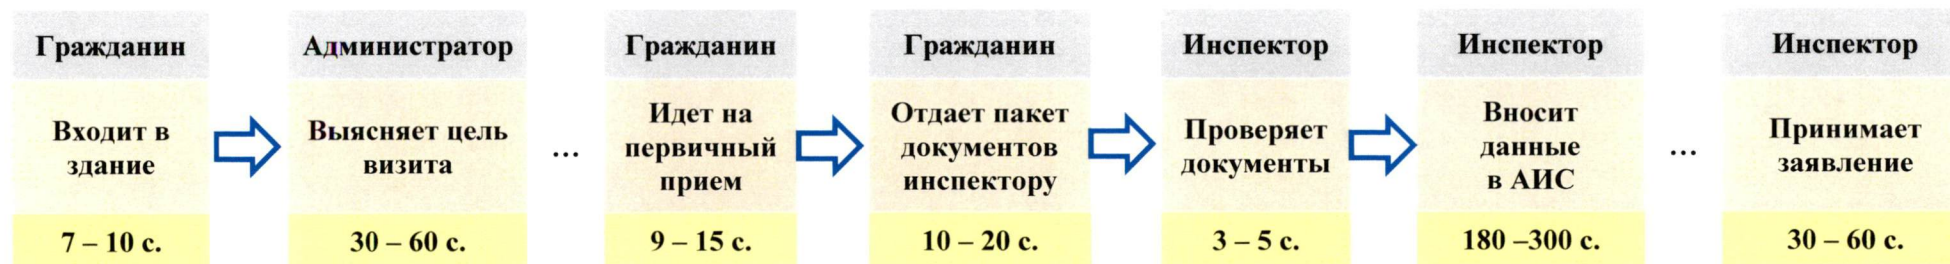 Гражданин
Входит в
здание
7 – 10 с.
Администратор
Выясняет цель
визита
30 – 60 с.
...
Гражданин
Идет на
первичный
прием
9 – 15 с.
Гражданин
Отдает пакет
документов
инспектору
10 – 20 с.
Инспектор
Проверяет
документы
3 – 5 с.
Инспектор
Вносит
данные
в АИС
180 –300 с.
...
Инспектор
Принимает
заявление
30 – 60 с.